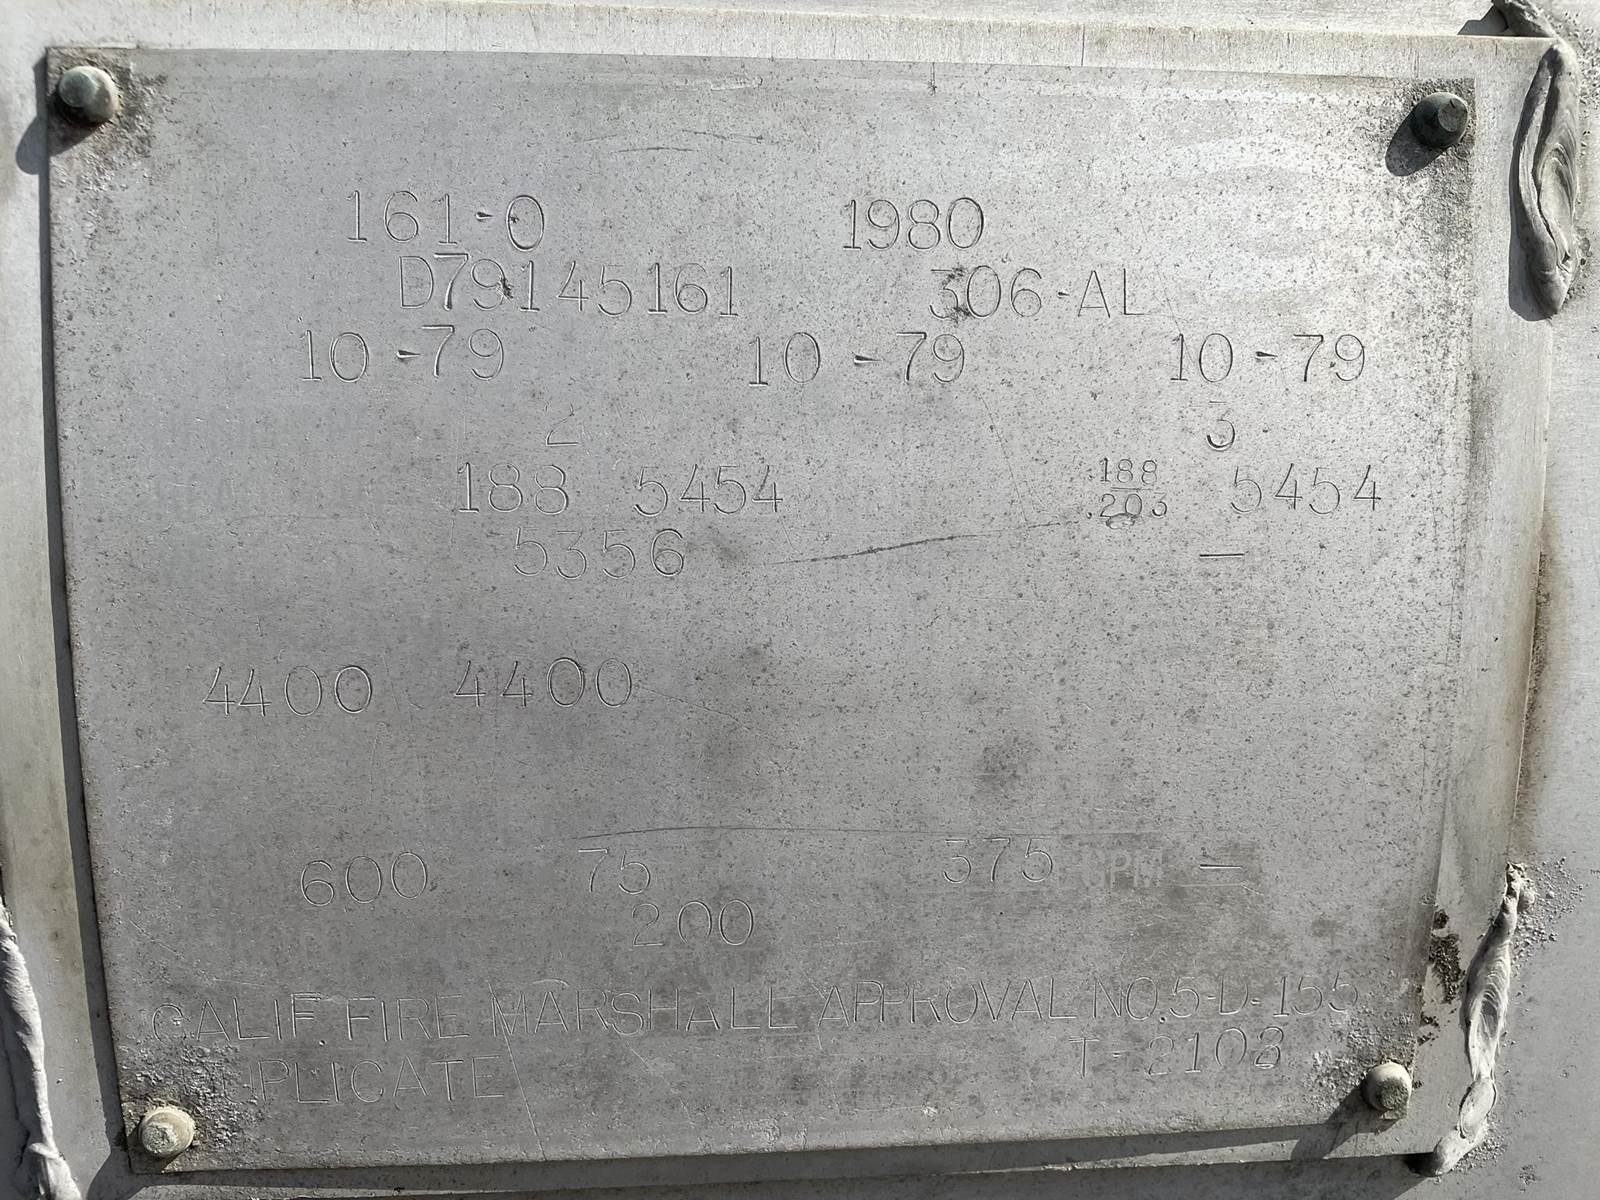 161-0 1980
D79145161 306-AL
10-79 10-79 10-79
2 3
188 5454 .188 5454
.203
5356 —
4400 4400
600 75 375 GPM —
200
CALIF. FIRE MARSHALL APPROVAL NO. 5-D-155
T-2103